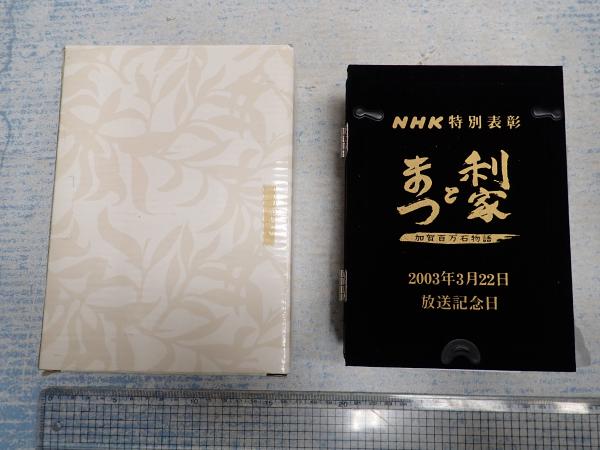 NHK特別表彰
利家とまつ
加賀百万石物語
2003年3月22日
放送記念日